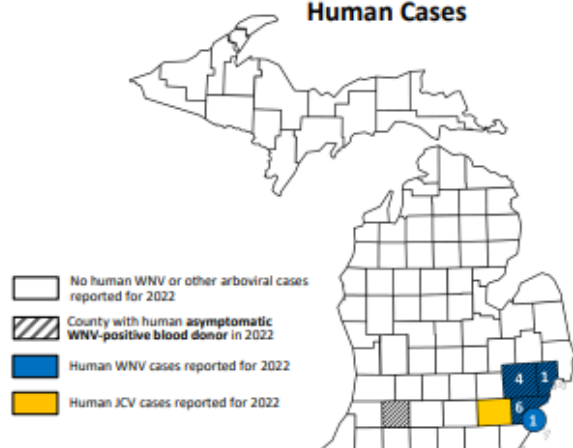 Human Cases
No human WNV or other arboviral cases
reported for 2022
County with human asymptomatic
WNV-positive blood donor in 2022
Human WNV cases reported for 2022
Human JCV cases reported for 2022
4 1
6
1